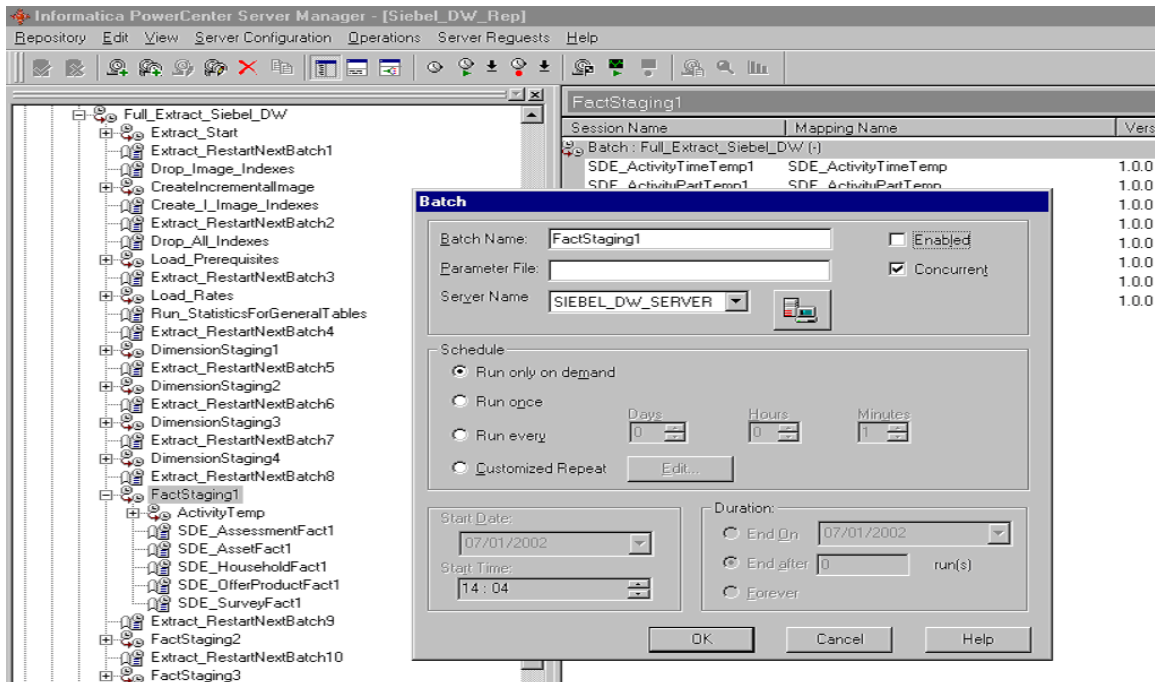 Informatica PowerCenter Server Manager - [Siebel_DW_Rep]
Repository Edit View Server Configuration Operations Server Requests Help
Full_Extract_Siebel_DW
Extract_Start
Extract_RestartNextBatch1
Drop_Image_Indexes
CreateIncrementalImage
Create_I_Image_Indexes
Extract_RestartNextBatch2
Drop_All_Indexes
Load_Prerequisites
Extract_RestartNextBatch3
Load_Rates
Run_StatisticsForGeneralTables
Extract_RestartNextBatch4
DimensionStaging1
Extract_RestartNextBatch5
DimensionStaging2
Extract_RestartNextBatch6
DimensionStaging3
Extract_RestartNextBatch7
DimensionStaging4
Extract_RestartNextBatch8
FactStaging1
ActivityTemp
SDE_AssessmentFact1
SDE_AssetFact1
SDE_HouseholdFact1
SDE_OfferProductFact1
SDE_SurveyFact1
Extract_RestartNextBatch9
FactStaging2
Extract_RestartNextBatch10
FactStaging3
FactStaging1
Session Name Mapping Name Vers
Batch : Full_Extract_Siebel_DW (-)
SDE_ActivityTimeTemp1 SDE_ActivityTimeTemp 1.0.0
SDE_ActivityPartTemp1 SDE_ActivityPartTemp 1.0.0
1.0.0
1.0.0
1.0.0
1.0.0
1.0.0
1.0.0
Batch
Batch Name: FactStaging1 Enabled
Parameter File: Concurrent
Server Name SIEBEL_DW_SERVER
Schedule
Run only on demand
Run once
Days Hours Minutes
Run every 0 0 1
Customized Repeat Edit...
Start Date:
07/01/2002
Start Time:
14 : 04
Duration:
End On 07/01/2002
End after 0 run(s)
Forever
OK Cancel Help